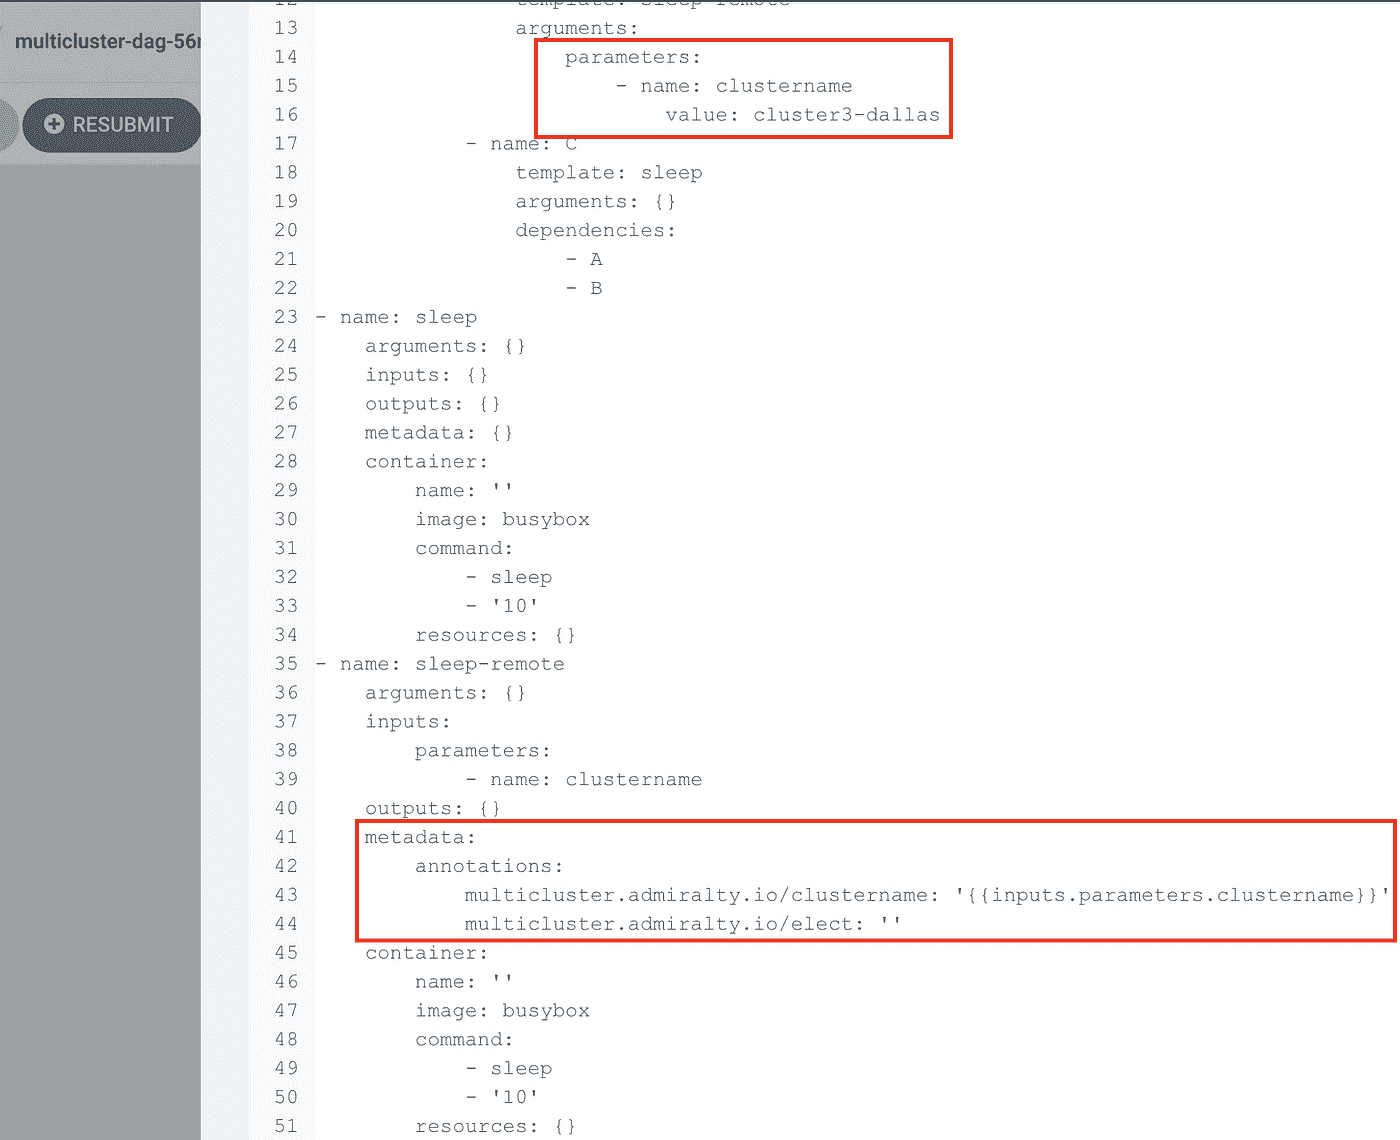 multicluster-dag-56
RESUBMIT
12 template: sleep-remote
13 arguments:
14 parameters:
15 - name: clustername
16 value: cluster3-dallas
17 - name: C
18 template: sleep
19 arguments: {}
20 dependencies:
21 - A
22 - B
23 - name: sleep
24 arguments: {}
25 inputs: {}
26 outputs: {}
27 metadata: {}
28 container:
29 name: ''
30 image: busybox
31 command:
32 - sleep
33 - '10'
34 resources: {}
35 - name: sleep-remote
36 arguments: {}
37 inputs:
38 parameters:
39 - name: clustername
40 outputs: {}
41 metadata:
42 annotations:
43 multicluster.admiralty.io/clustername: '{{inputs.parameters.clustername}}'
44 multicluster.admiralty.io/elect: ''
45 container:
46 name: ''
47 image: busybox
48 command:
49 - sleep
50 - '10'
51 resources: {}